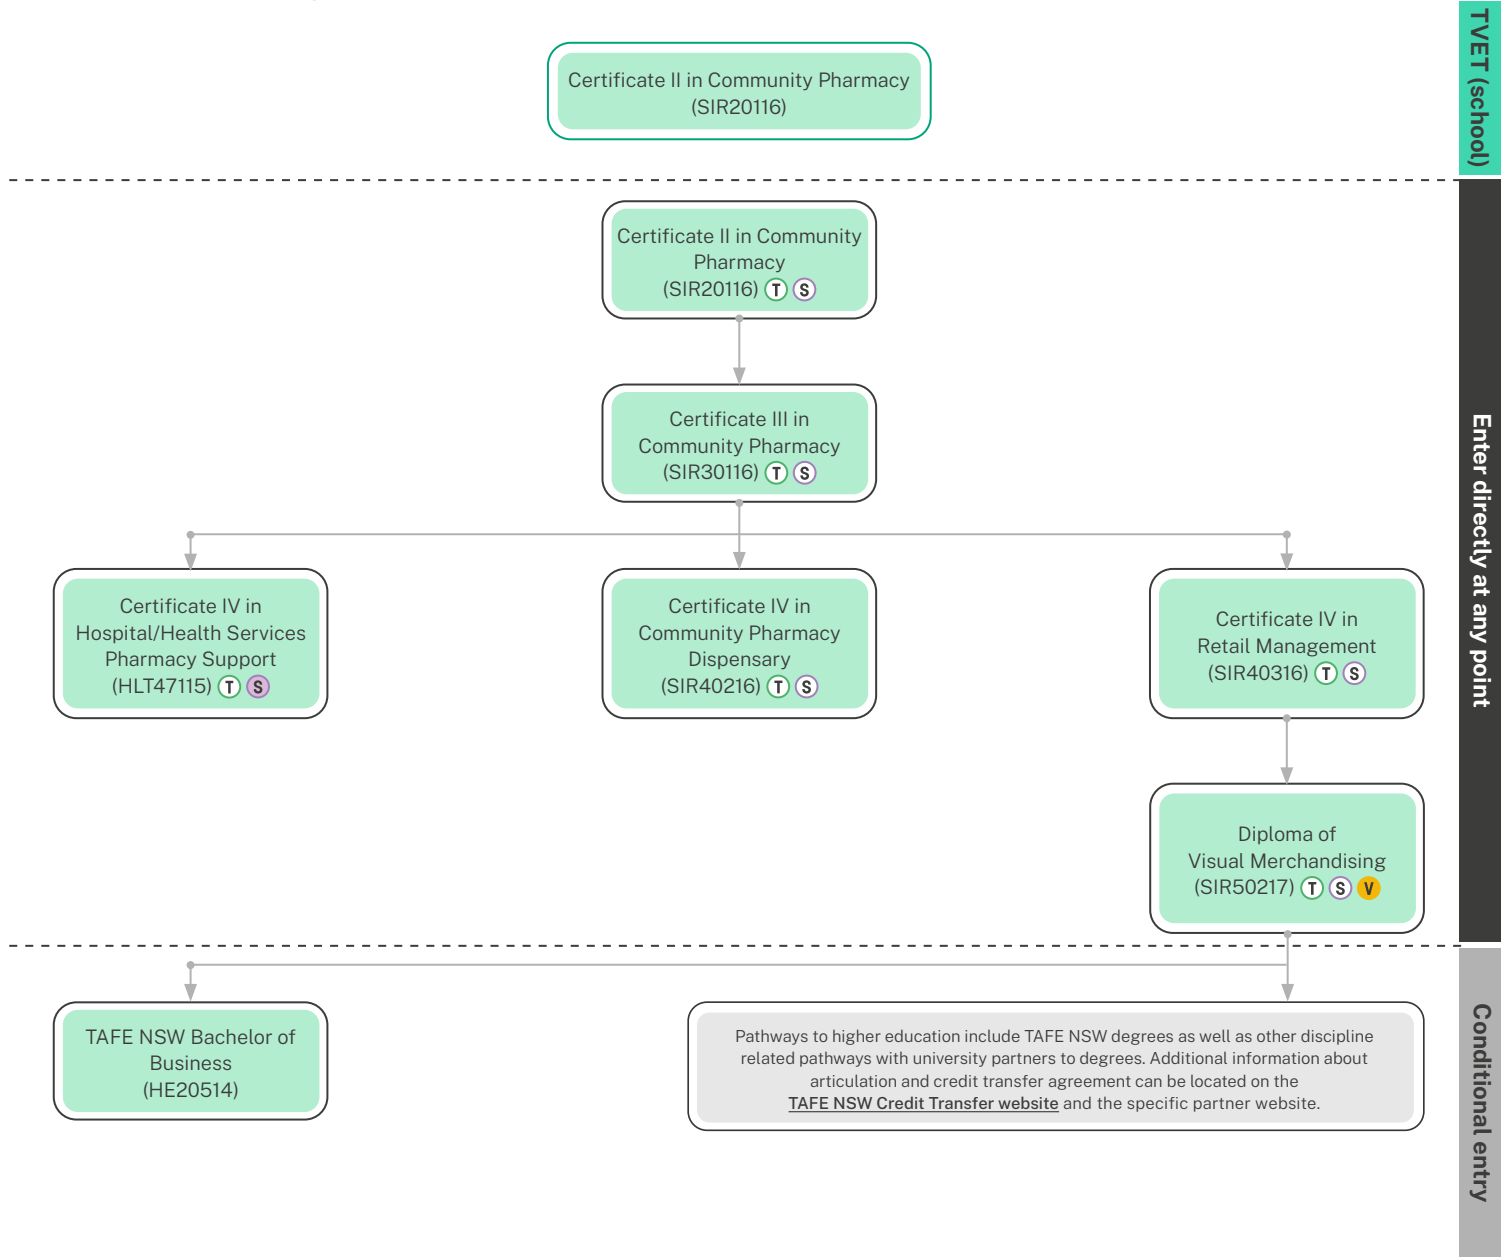 TVET (school)
Certificate II in Community Pharmacy
(SIR20116)
Enter directly at any point
Certificate II in Community
Pharmacy
(SIR20116) T S
Certificate III in
Community Pharmacy
(SIR30116) T S
Certificate IV in
Hospital/Health Services
Pharmacy Support
(HLT47115) T S
Certificate IV in
Community Pharmacy
Dispensary
(SIR40216) T S
Certificate IV in
Retail Management
(SIR40316) T S
Diploma of
Visual Merchandising
(SIR50217) T S V
Conditional entry
TAFE NSW Bachelor of
Business
(HE20514)
Pathways to higher education include TAFE NSW degrees as well as other discipline
related pathways with university partners to degrees. Additional information about
articulation and credit transfer agreement can be located on the
TAFE NSW Credit Transfer website and the specific partner website.